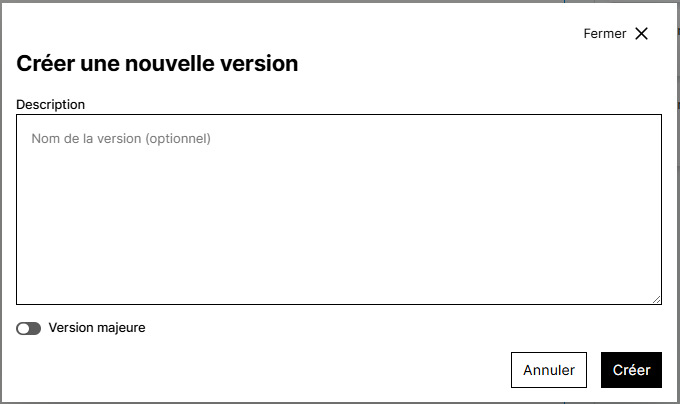 Fermer
Créer une nouvelle version
Description
Nom de la version (optionnel)
Version majeure
Annuler
Créer